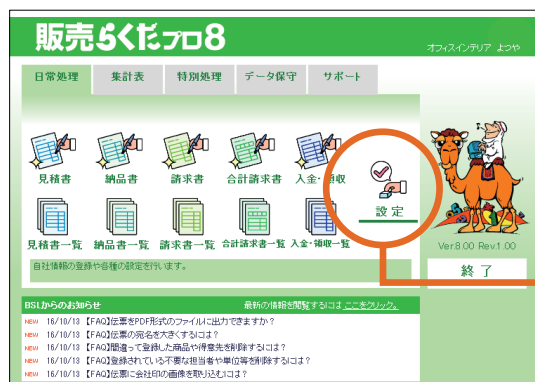 販売らくだプロ8
オフィスインテリア よつや
日常処理 集計表 特別処理 データ保守 サポート
見積書 納品書 請求書 合計請求書 入金・領収
設定
見積書一覧 納品書一覧 請求書一覧 合計請求書一覧 入金・領収一覧
Ver.8.00 Rev.1.00
自社情報の登録や各種の設定を行います。
終了
BSLからのお知らせ 最新の情報を閲覧するにはここをクリック。
NEW 16/10/13 【FAQ】伝票をPDF形式のファイルに出力できますか?
NEW 16/10/13 【FAQ】伝票の宛名を大きくするには?
NEW 16/10/13 【FAQ】間違って登録した商品や得意先を削除するには?
NEW 16/10/13 【FAQ】登録されている不要な担当者や単位等を削除するには?
NEW 16/10/13 【FAQ】伝票に会社印の画像を取り込むには?